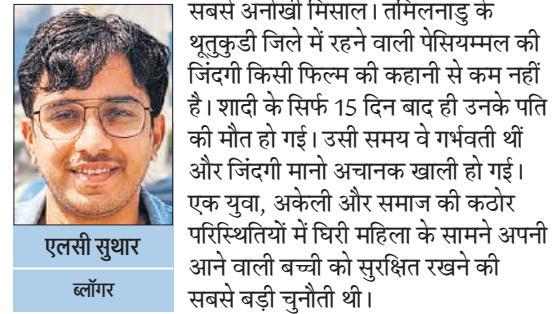 सबसे अनोखी मिसाल। तमिलनाडु के
थूतुकुडी जिले में रहने वाली पेसियम्मल की
जिंदगी किसी फिल्म की कहानी से कम नहीं
है। शादी के सिर्फ 15 दिन बाद ही उनके पति
की मौत हो गई। उसी समय वे गर्भवती थीं
और जिंदगी मानो अचानक खाली हो गई।
एक युवा, अकेली और समाज की कठोर
परिस्थितियों में घिरी महिला के सामने अपनी
आने वाली बच्ची को सुरक्षित रखने की
सबसे बड़ी चुनौती थी।
एलसी सुथार
ब्लॉगर